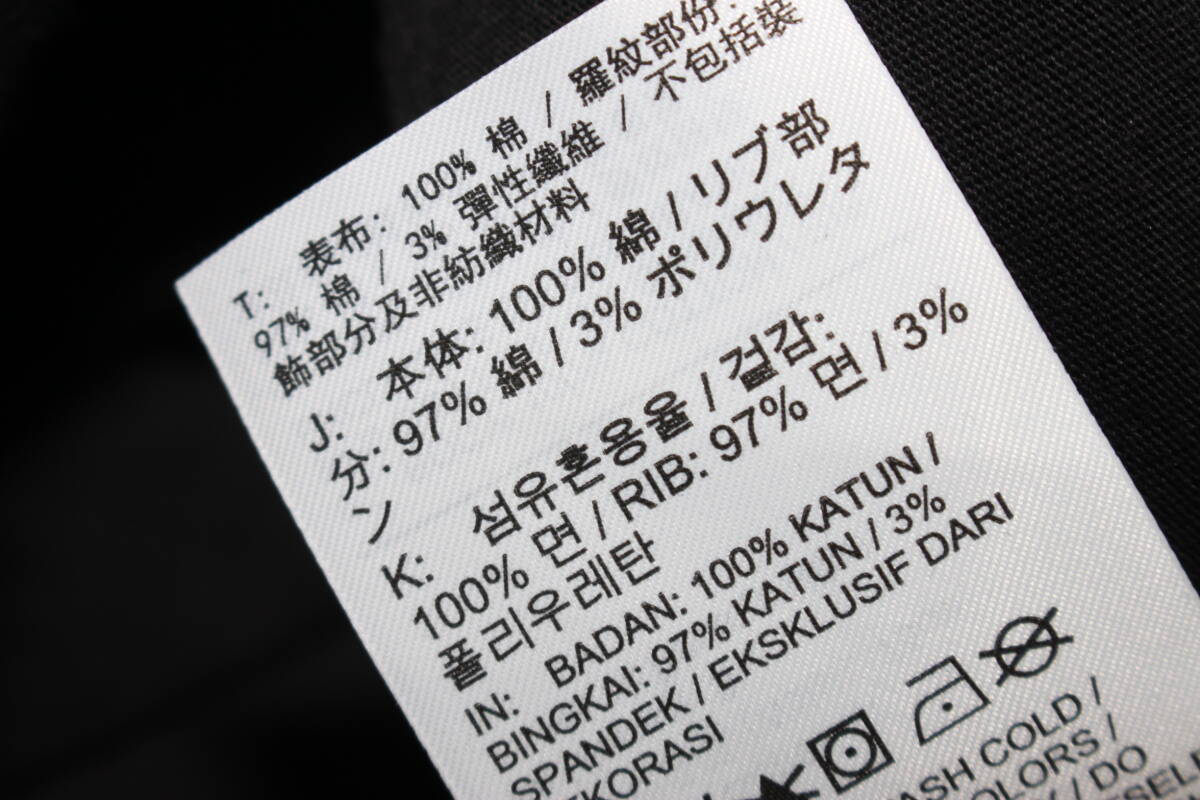 T: 表布: 100% 棉 / 羅紋部份:
97% 棉 / 3% 彈性纖維 / 不包括裝
飾部分及非紡織材料
J: 本体: 100% 綿 / リブ部
分: 97% 綿 / 3% ポリウレタ
ン
K: 섬유혼용율 / 겉감:
100% 면 / RIB: 97% 면 / 3%
폴리우레탄
IN: BADAN: 100% KATUN /
BINGKAI: 97% KATUN / 3%
SPANDEK / EKSKLUSIF DARI
EKORASI
COLD /
/ DO